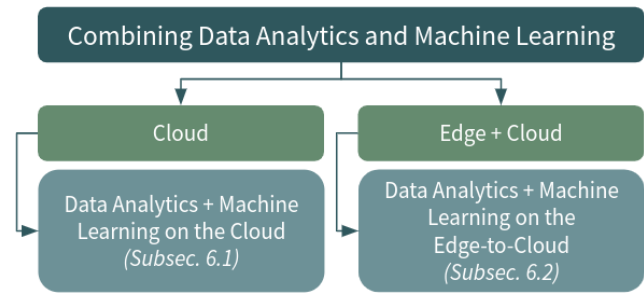 Combining Data Analytics and Machine Learning
Cloud
Edge + Cloud
Data Analytics + Machine
Learning on the Cloud
(Subsec. 6.1)
Data Analytics + Machine
Learning on the
Edge-to-Cloud
(Subsec. 6.2)